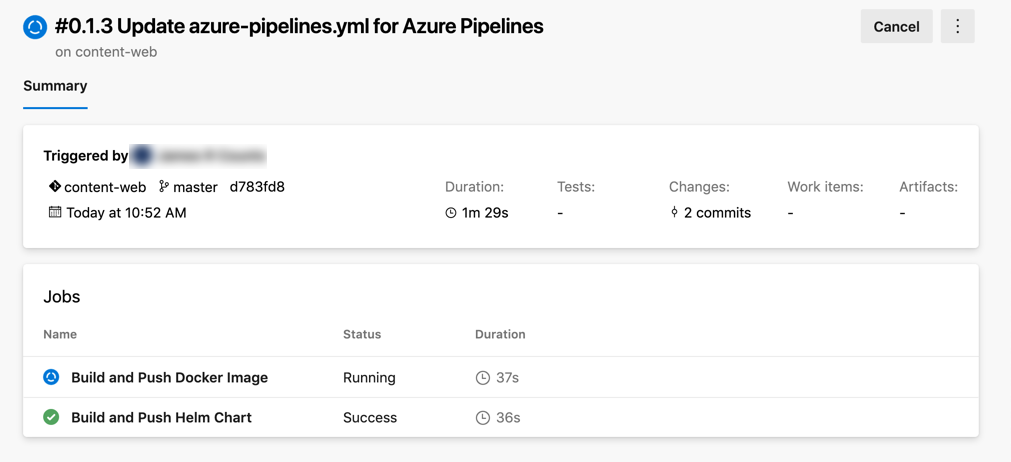 #0.1.3 Update azure-pipelines.yml for Azure Pipelines
Cancel
on content-web
Summary
Triggered by
content-web master d783fd8
Today at 10:52 AM
Duration: Tests: Changes: Work items: Artifacts:
1m 29s - 2 commits - -
Jobs
Name Status Duration
Build and Push Docker Image Running 37s
Build and Push Helm Chart Success 36s